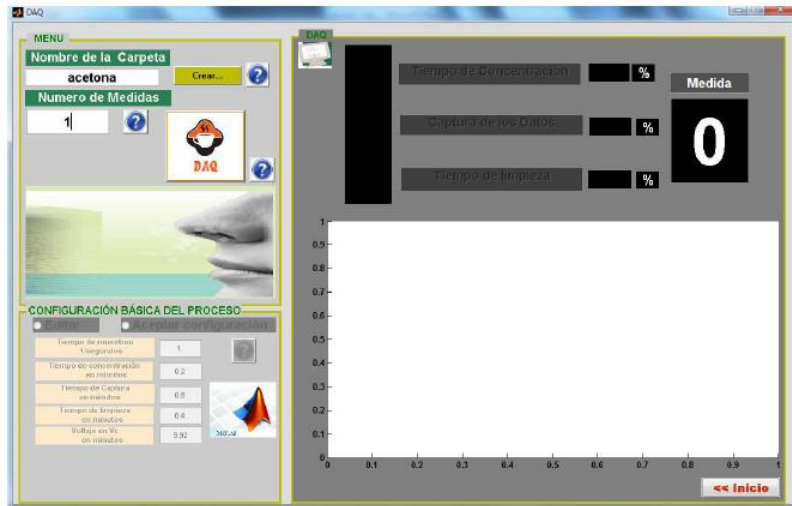 DAQ
MENU
Nombre de la Carpeta
acetona
Crear...
?
Numero de Medidas
1
?
DAQ
?
CONFIGURACIÓN BÁSICA DEL PROCESO
Editar
Aceptar configuración
Tiempo de muestreo
segundos
1
?
Tiempo de concentración
en minutos
0.2
Tiempo de Captura
en minutos
Tiempo de limpieza
en minutos
0.4
Voltaje en Vc
en minutos
DAQ
Tiempo de Concentración
%
Captura de los Datos
%
Tiempo de limpieza
%
Medida
0
1
0.9
0.8
0.7
0.6
0.5
0.4
0.3
0.2
0.1
0
0 0.1 0.2 0.3 0.4 0.5 0.6 0.7 0.8 0.9 1
<< Inicio